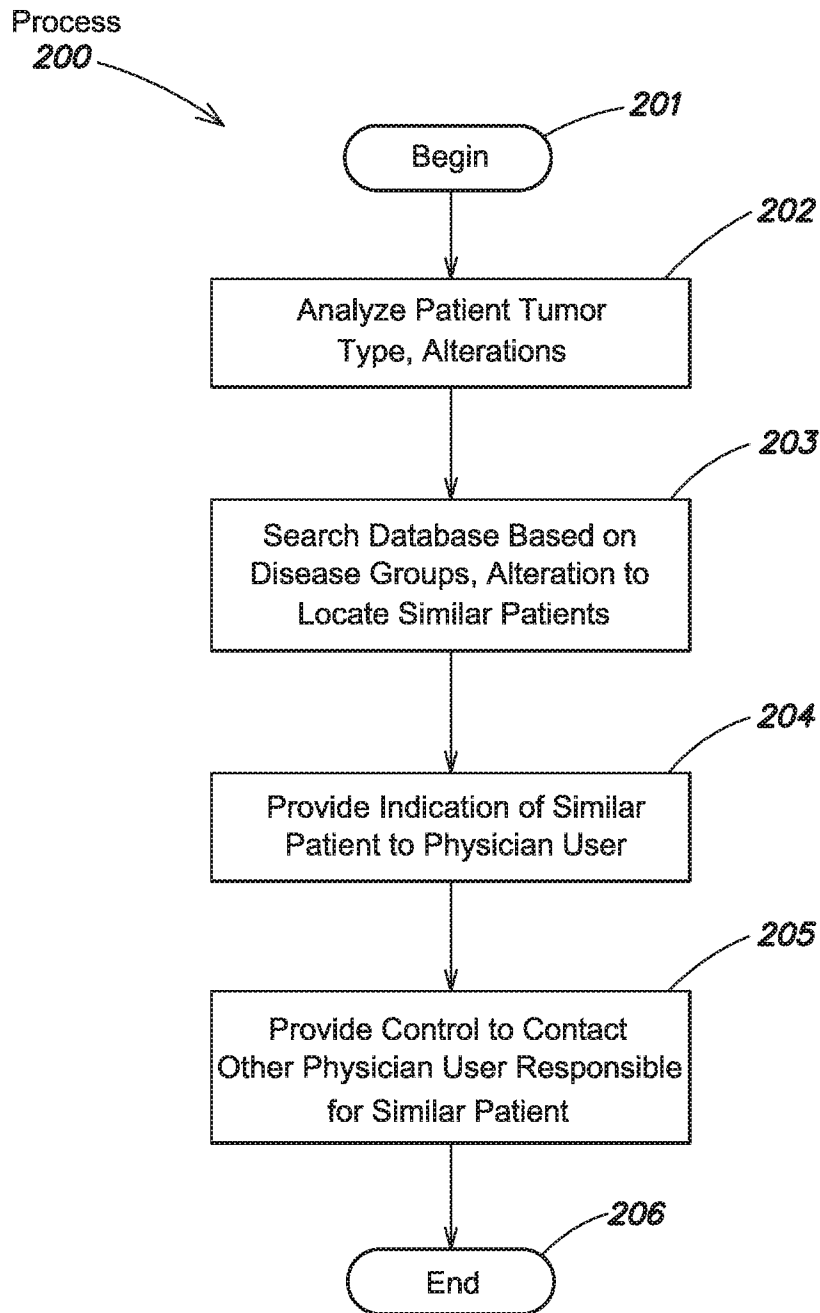 Process
200
201
Begin
202
Analyze Patient Tumor
Type, Alterations
203
Search Database Based on
Disease Groups, Alteration to
Locate Similar Patients
204
Provide Indication of Similar
Patient to Physician User
205
Provide Control to Contact
Other Physician User Responsible
for Similar Patient
206
End